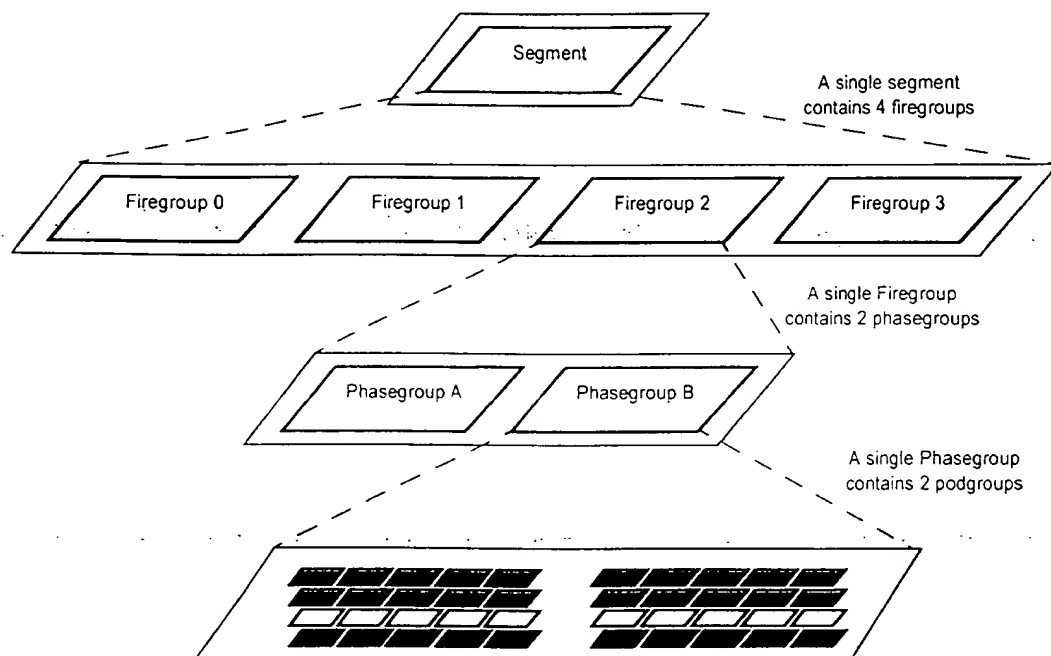 Segment
A single segment
contains 4 firegroups
Firegroup 0
Firegroup 1
Firegroup 2
Firegroup 3
A single Firegroup
contains 2 phasegroups
Phasegroup A
Phasegroup B
A single Phasegroup
contains 2 podgroups